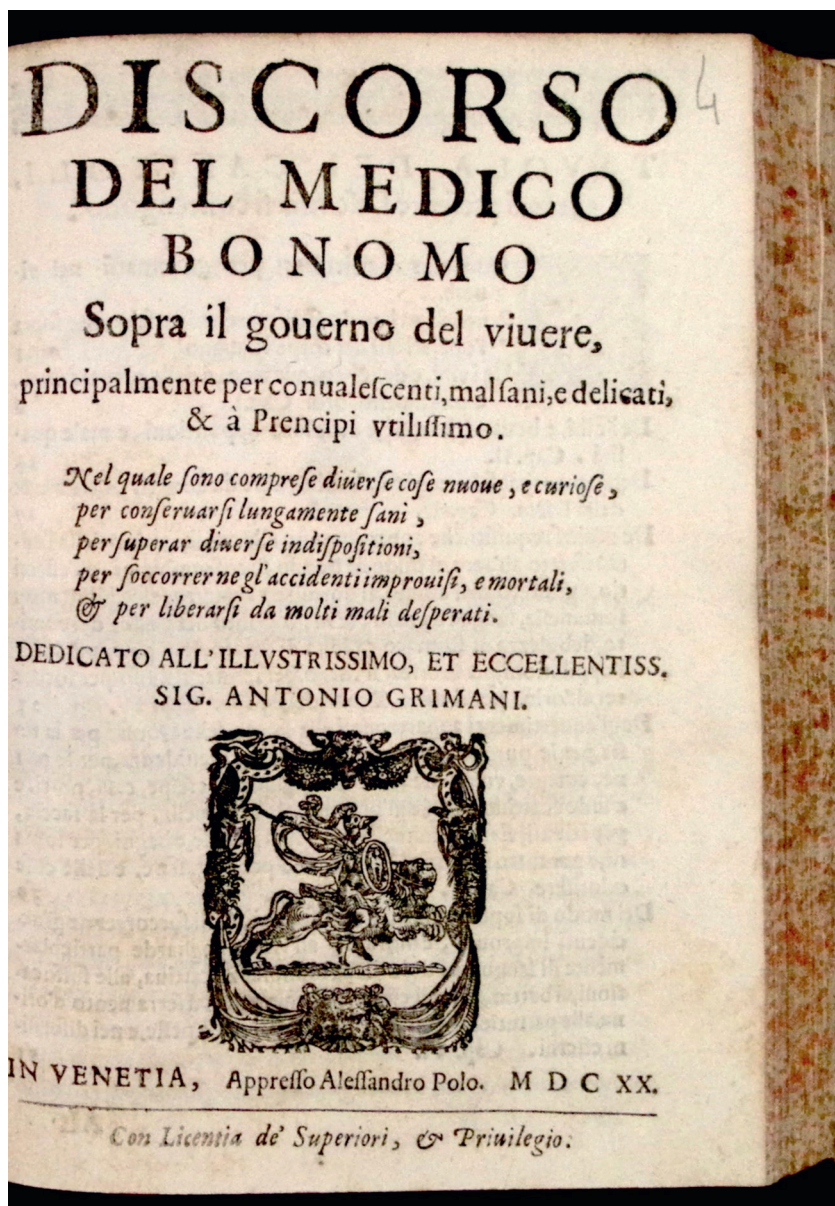 4
DISCORSO
DEL MEDICO
BONOMO
Sopra il gouerno del viuere,
principalmente per conualeſcenti, mal ſani, e delicati,
& à Prencipi vtiliſſimo.
Nel quale ſono compreſe diuerſe coſe nuoue, e curioſe,
per conſeruarſi lungamente ſani,
per ſuperar diuerſe indiſpoſitioni,
per ſoccorrer ne gl'accidenti improuiſi, e mortali,
& per liberarſi da molti mali deſperati.
DEDICATO ALL'ILLVSTRISSIMO, ET ECCELLENTISS.
SIG. ANTONIO GRIMANI.
IN VENETIA, Appreſſo Aleſſandro Polo. M D C XX.
Con Licentia de' Superiori, & Priuilegio.